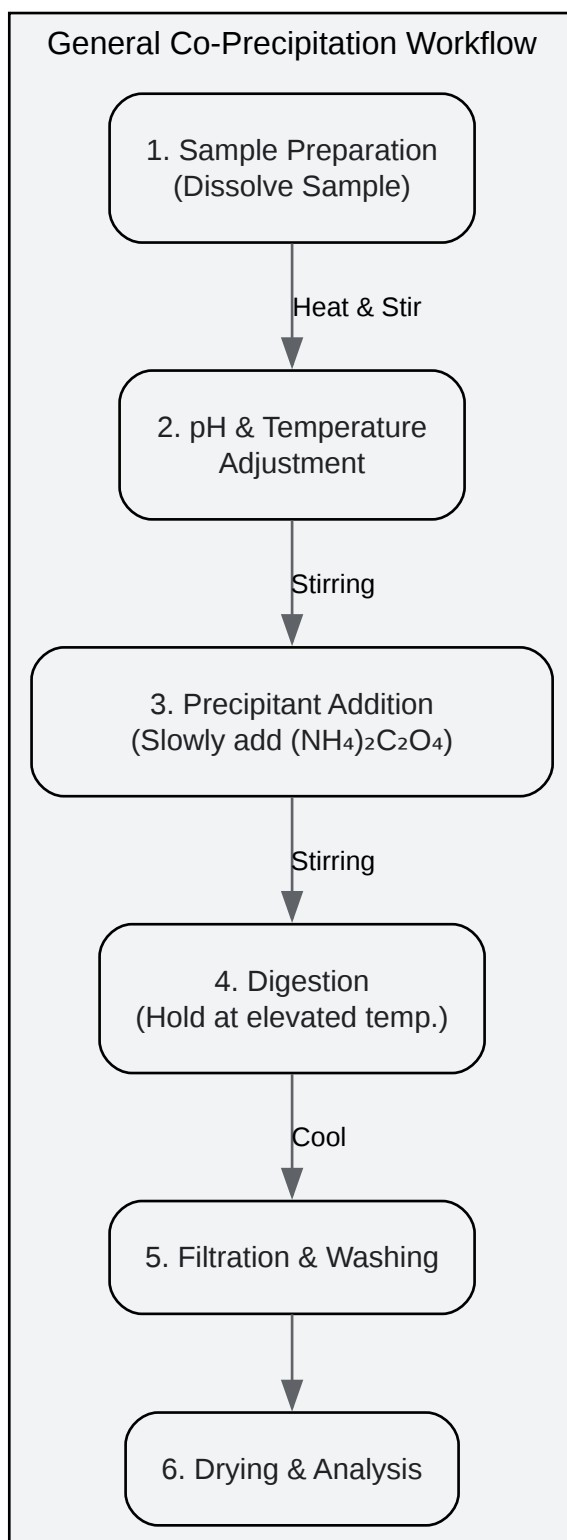 General Co-Precipitation Workflow
1. Sample Preparation
(Dissolve Sample)
Heat & Stir
2. pH & Temperature
Adjustment
Stirring
3. Precipitant Addition
(Slowly add (NH₄)₂C₂O₄)
Stirring
4. Digestion
(Hold at elevated temp.)
Cool
5. Filtration & Washing
6. Drying & Analysis